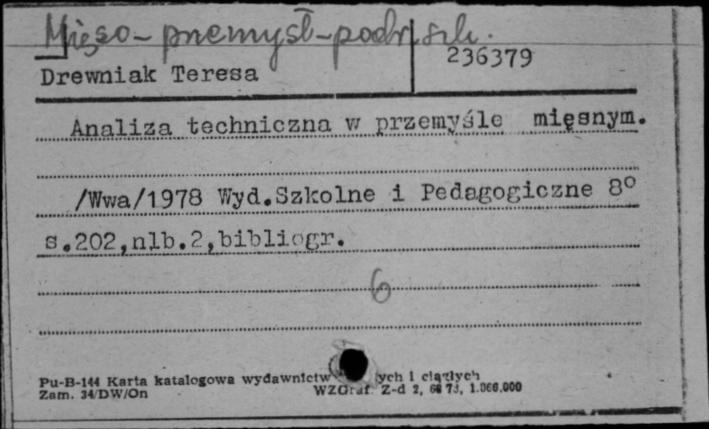 Mięso-przemysł-podr.szk.
236379
Drewniak Teresa
Analiza techniczna w przemyśle mięsnym.
/Wwa/1978 Wyd.Szkolne i Pedagogiczne 8°
s.202,nlb.2,bibliogr.
6
Pu-B-144 Karta katalogowa wydawnictw ych i ciągłych
Zam. 34/DW/On WZGraf. Z-d 2,